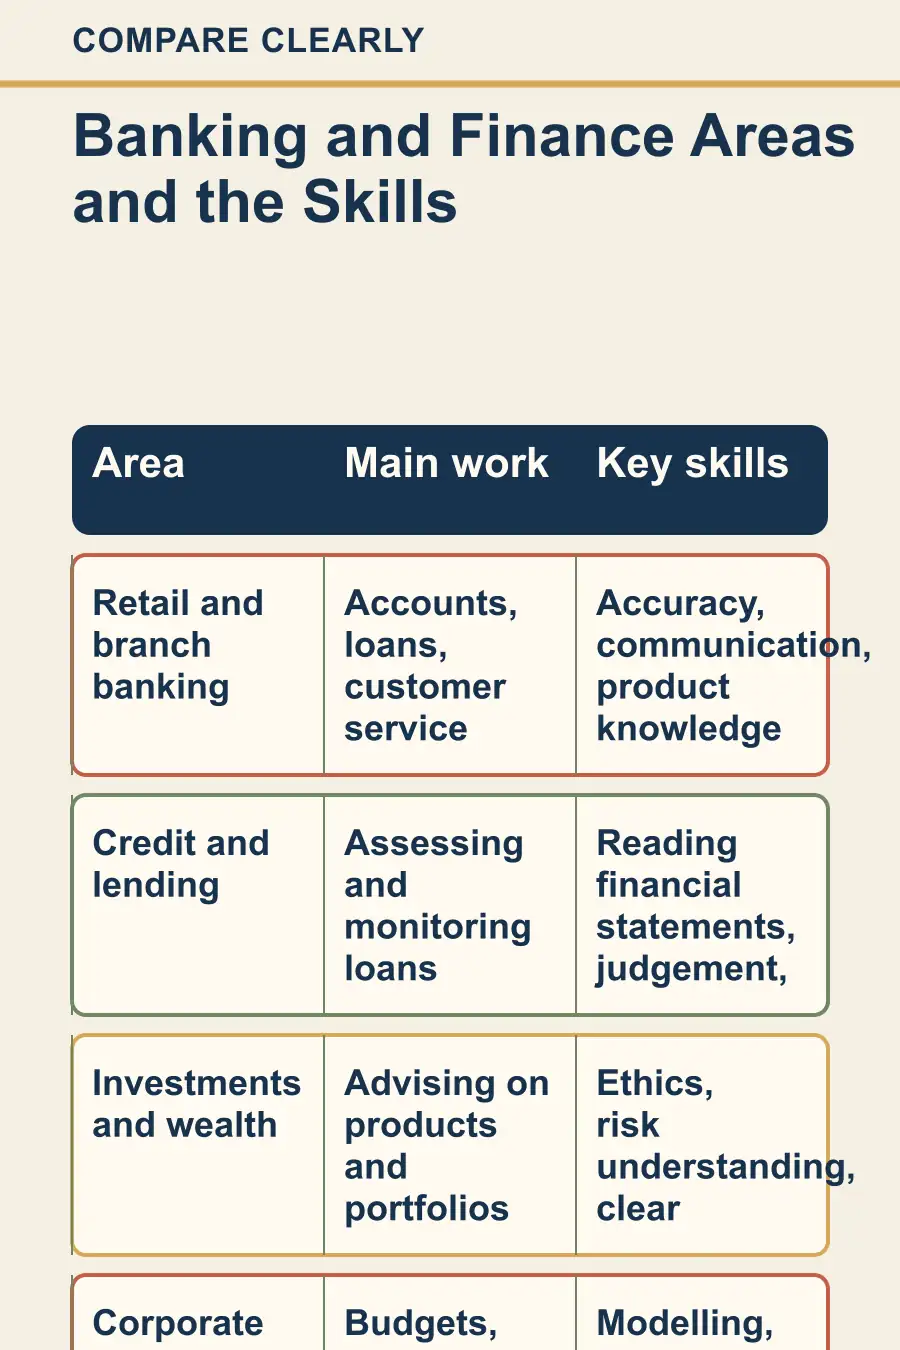 COMPARE CLEARLY
Banking and Finance Areas
and the Skills
Area
Main work
Key skills
Retail and
branch
banking
Accounts,
loans,
customer
service
Accuracy,
communication,
product
knowledge
Credit and
lending
Assessing
and
monitoring
loans
Reading
financial
statements,
judgement,
Investments
and wealth
Advising on
products
and
portfolios
Ethics,
risk
understanding,
clear
Corporate
Budgets,
Modelling,